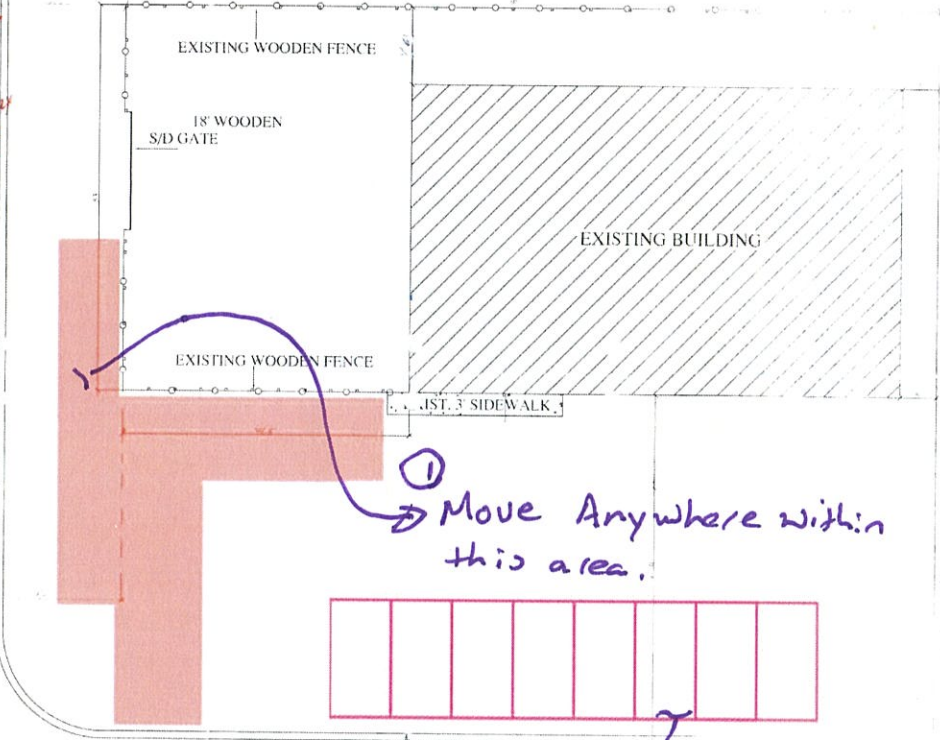 EXISTING WOODEN FENCE
18' WOODEN
S/D GATE
EXISTING BUILDING
EXISTING WOODEN FENCE
IST. 3' SIDEWALK
1
Move Anywhere within
this area.